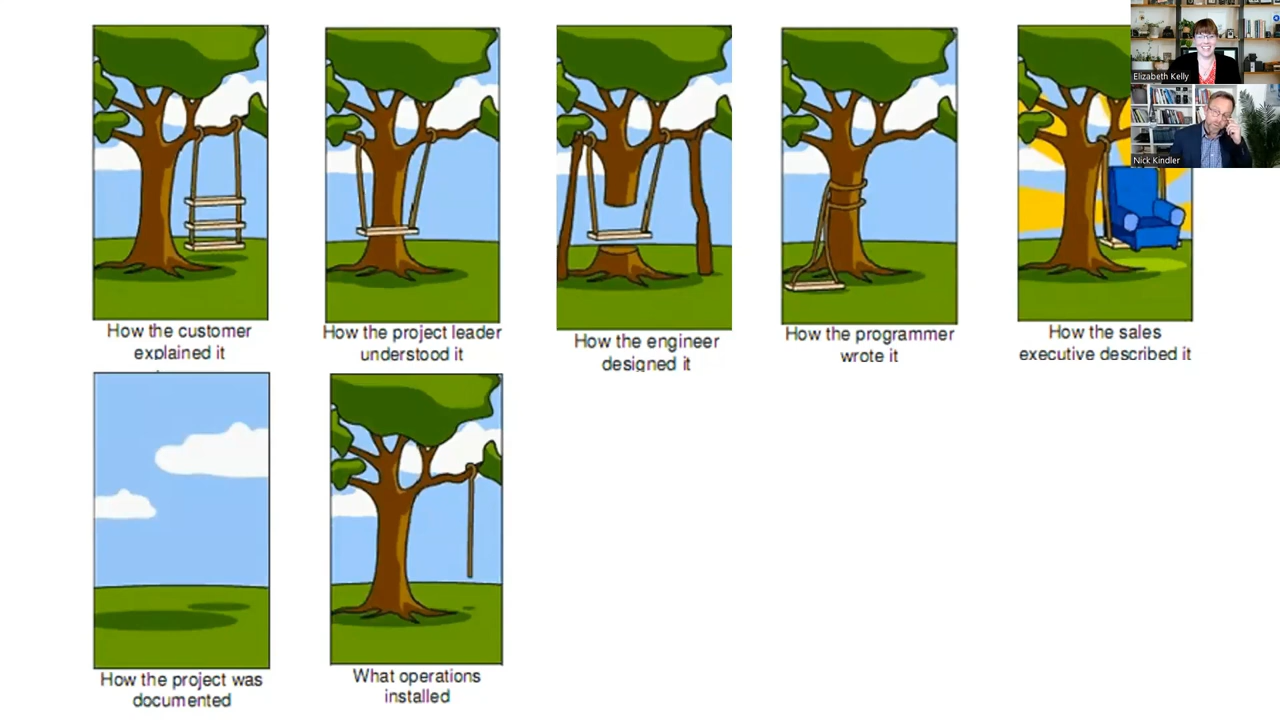 Elizabeth Kelly
Nick Kindler
How the customer
explained it
How the project leader
understood it
How the engineer
designed it
How the programmer
wrote it
How the sales
executive described it
How the project was
documented
What operations
installed